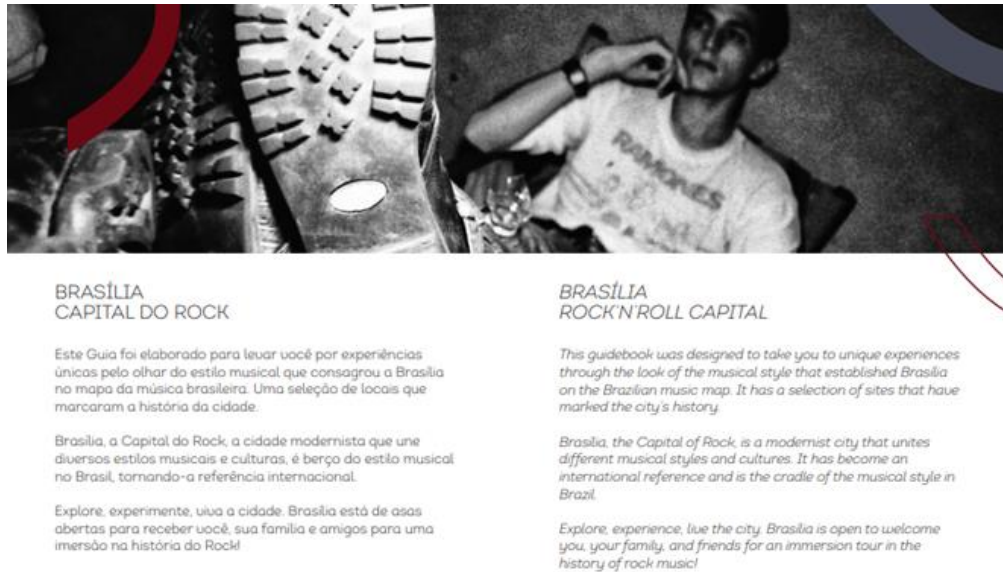 RAMONES
BRASÍLIA
CAPITAL DO ROCK
Este Guia foi elaborado para levar você por experiências
únicas pelo olhar do estilo musical que consagrou a Brasília
no mapa da música brasileira. Uma seleção de locais que
marcaram a história da cidade.
Brasília, a Capital do Rock, a cidade modernista que une
diversos estilos musicais e culturas, é berço do estilo musical
no Brasil, tornando-a referência internacional.
Explore, experimente, viva a cidade. Brasília está de asas
abertas para receber você, sua família e amigos para uma
imersão na história do Rock!
BRASÍLIA
ROCK'N'ROLL CAPITAL
This guidebook was designed to take you to unique experiences
through the look of the musical style that established Brasília
on the Brazilian music map. It has a selection of sites that have
marked the city's history.
Brasília, the Capital of Rock, is a modernist city that unites
different musical styles and cultures. It has become an
international reference and is the cradle of the musical style in
Brazil.
Explore, experience, live the city. Brasília is open to welcome
you, your family, and friends for an immersion tour in the
history of rock music!